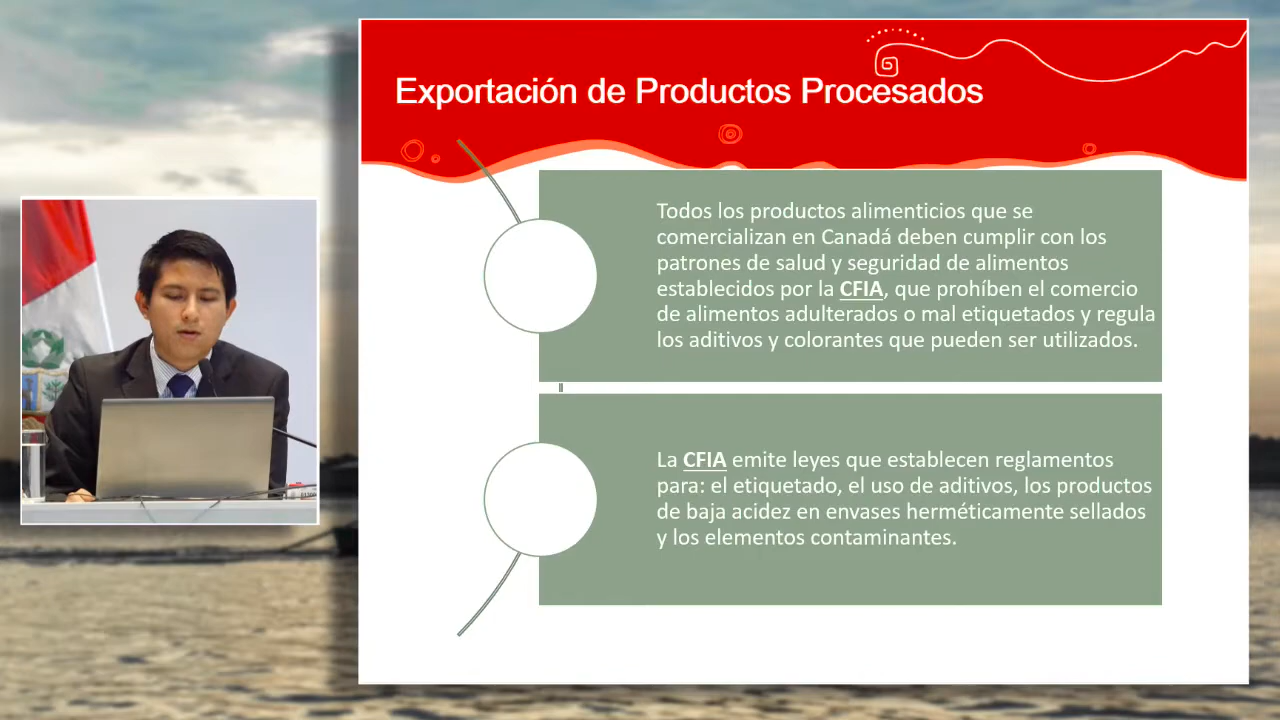 Exportación de Productos Procesados
Todos los productos alimenticios que se
comercializan en Canadá deben cumplir con los
patrones de salud y seguridad de alimentos
establecidos por la CFIA, que prohíben el comercio
de alimentos adulterados o mal etiquetados y regula
los aditivos y colorantes que pueden ser utilizados.
La CFIA emite leyes que establecen reglamentos
para: el etiquetado, el uso de aditivos, los productos
de baja acidez en envases herméticamente sellados
y los elementos contaminantes.